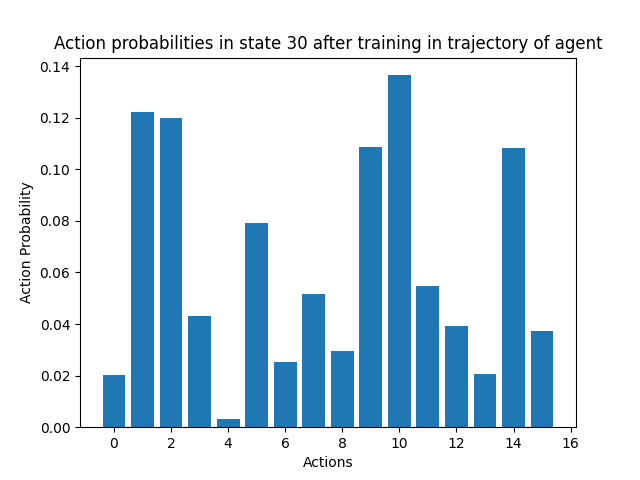 Action probabilities in state 30 after training in trajectory of agent
0.14
0.12
0.10
0.08
0.06
0.04
0.02
0.00
Action Probability
0 2 4 6 8 10 12 14 16
Actions